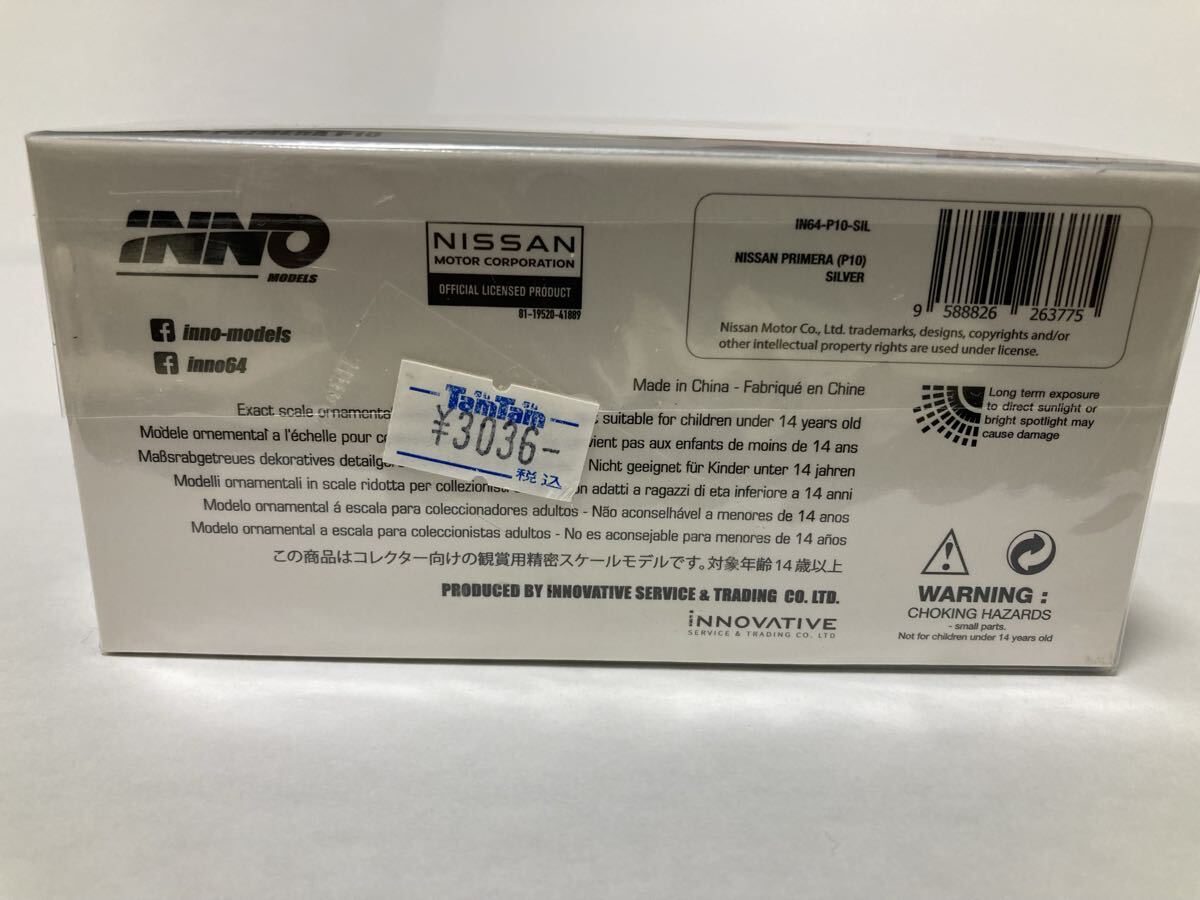 PRIMERA P10
INNO
MODELS
inno-models
inno64
NISSAN
MOTOR CORPORATION
OFFICIAL LICENSED PRODUCT
81-19520-41889
IN64-P10-SIL
NISSAN PRIMERA (P10)
SILVER
9 588826 263775
Nissan Motor Co., Ltd. trademarks, designs, copyrights and/or
other intellectual property rights are used under license.
Made in China - Fabriqué en Chine
Long term exposure
to direct sunlight or
bright spotlight may
cause damage
TamTam
¥3036-
税込
Exact scale ornamental suitable for children under 14 years old
Modele ornemental a l'échelle pour pas aux enfants de moins de 14 ans
Maßsrabgetreues dekoratives Nicht geeignet für Kinder unter 14 jahren
Modelli ornamentali in scale ridotta per adatti a ragazzi di eta inferiore a 14 anni
Modelo ornamental á escala para coleccionadores adultos - Não aconselhável a menores de 14 anos
Modelo ornamental a escala para coleccionistas adultos - No es aconsejable para menores de 14 años
この商品はコレクター向けの観賞用精密スケールモデルです。対象年齢14歳以上
PRODUCED BY INNOVATIVE SERVICE & TRADING CO. LTD.
iNNOVATIVE
SERVICE & TRADING CO. LTD
WARNING :
CHOKING HAZARDS
- small parts.
Not for children under 14 years old